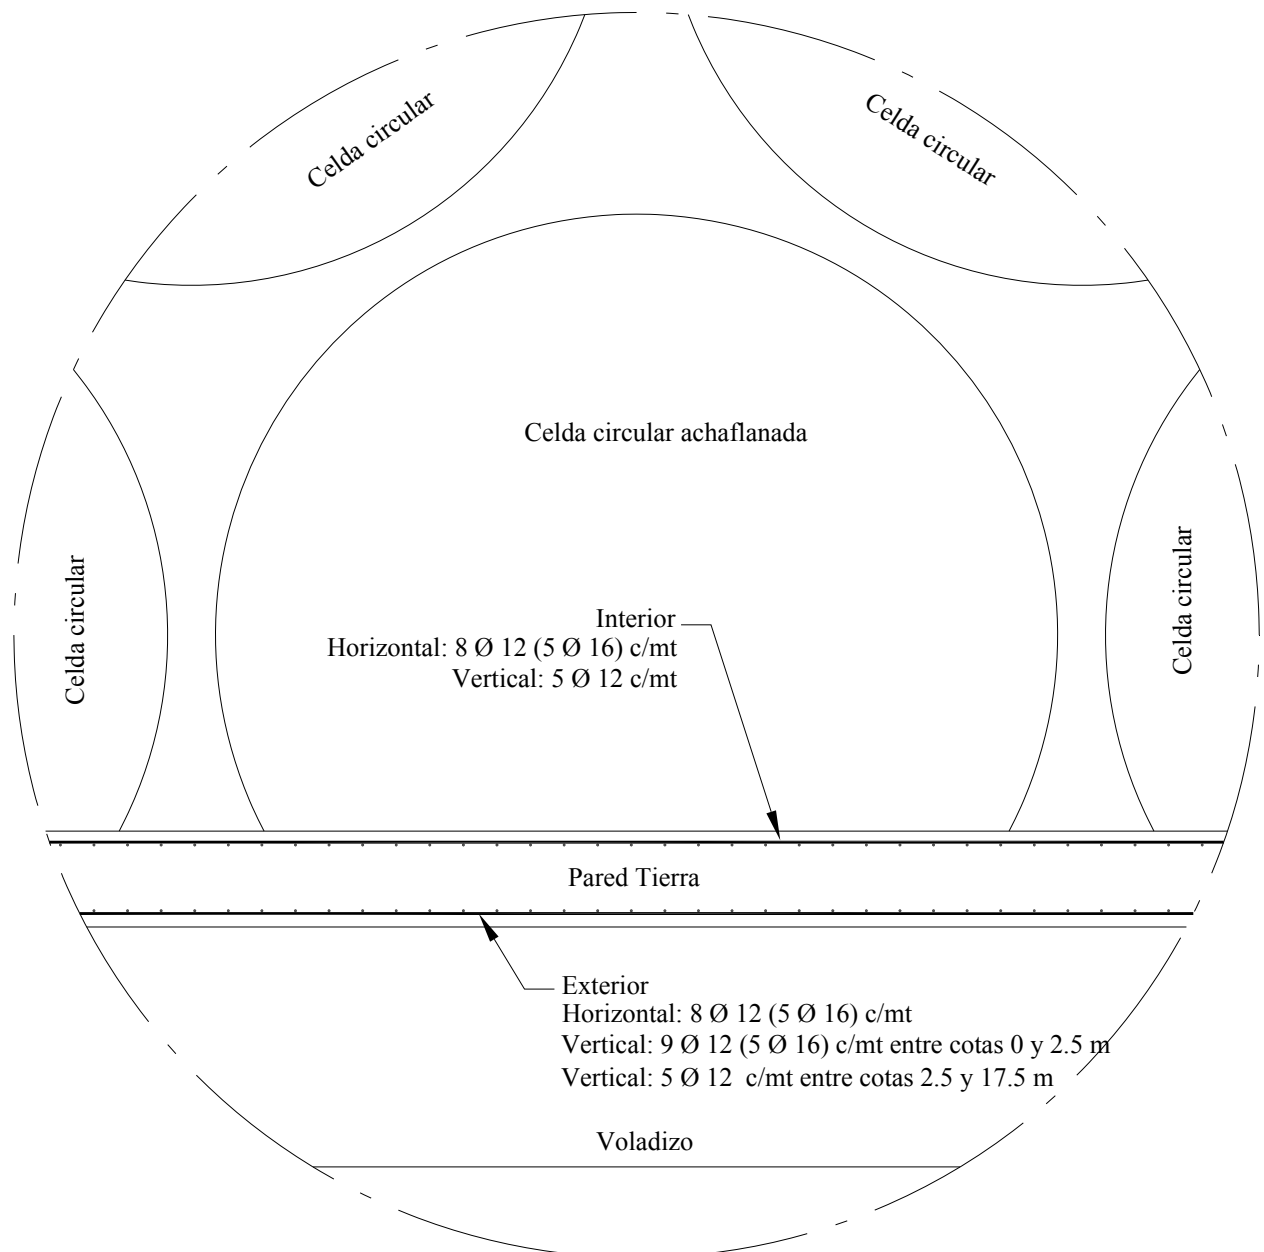 Celda circular
Celda circular
Celda circular achaflanada
Celda circular
Celda circular
Interior
Horizontal: 8 Ø 12 (5 Ø 16) c/mt
Vertical: 5 Ø 12 c/mt
Pared Tierra
Exterior
Horizontal: 8 Ø 12 (5 Ø 16) c/mt
Vertical: 9 Ø 12 (5 Ø 16) c/mt entre cotas 0 y 2.5 m
Vertical: 5 Ø 12 c/mt entre cotas 2.5 y 17.5 m
Voladizo